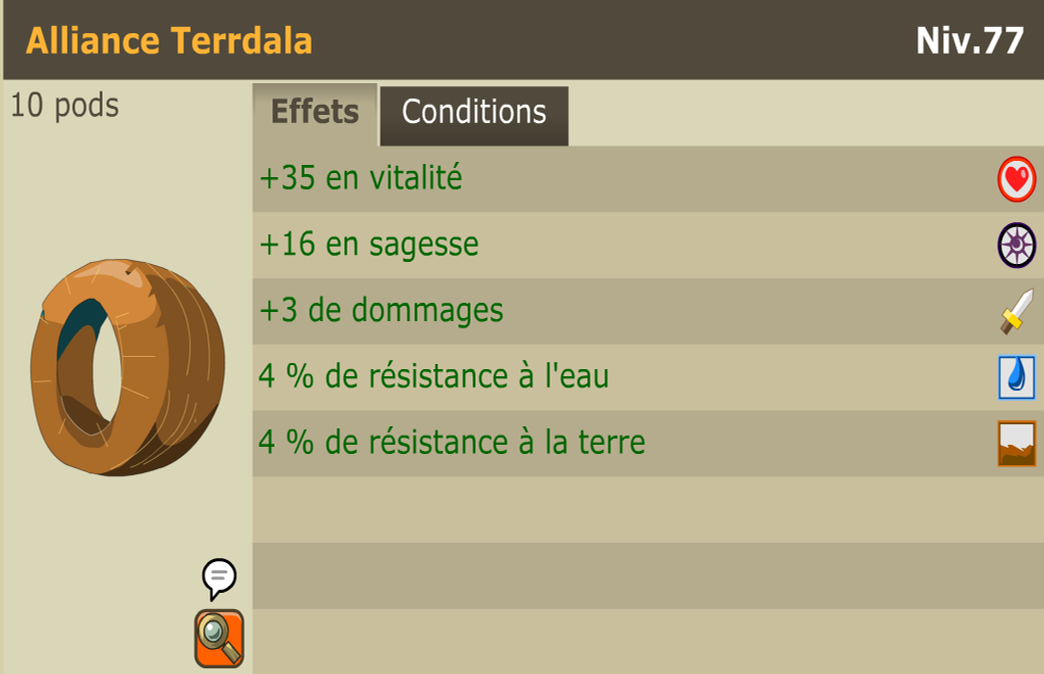 Alliance Terrdala
Niv.77
10 pods
Effets
Conditions
+35 en vitalité
+16 en sagesse
+3 de dommages
4 % de résistance à l'eau
4 % de résistance à la terre